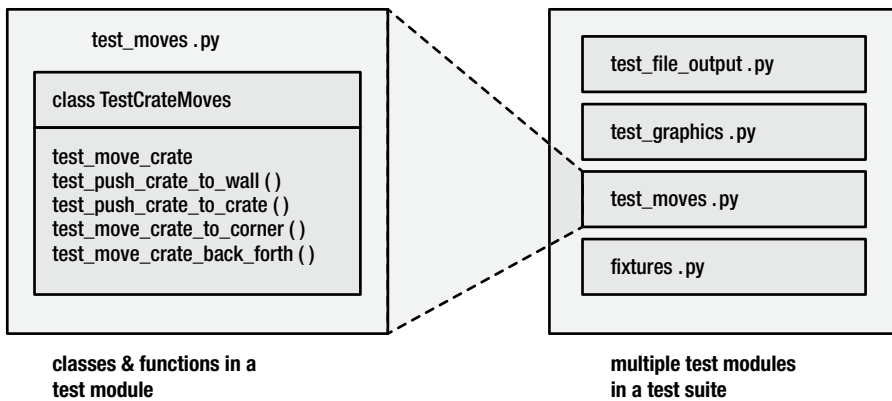 test_moves .py
class TestCrateMoves
test_move_crate
test_push_crate_to_wall ( )
test_push_crate_to_crate ( )
test_move_crate_to_corner ( )
test_move_crate_back_forth ( )
classes & functions in a
test module
test_file_output .py
test_graphics .py
test_moves .py
fixtures .py
multiple test modules
in a test suite